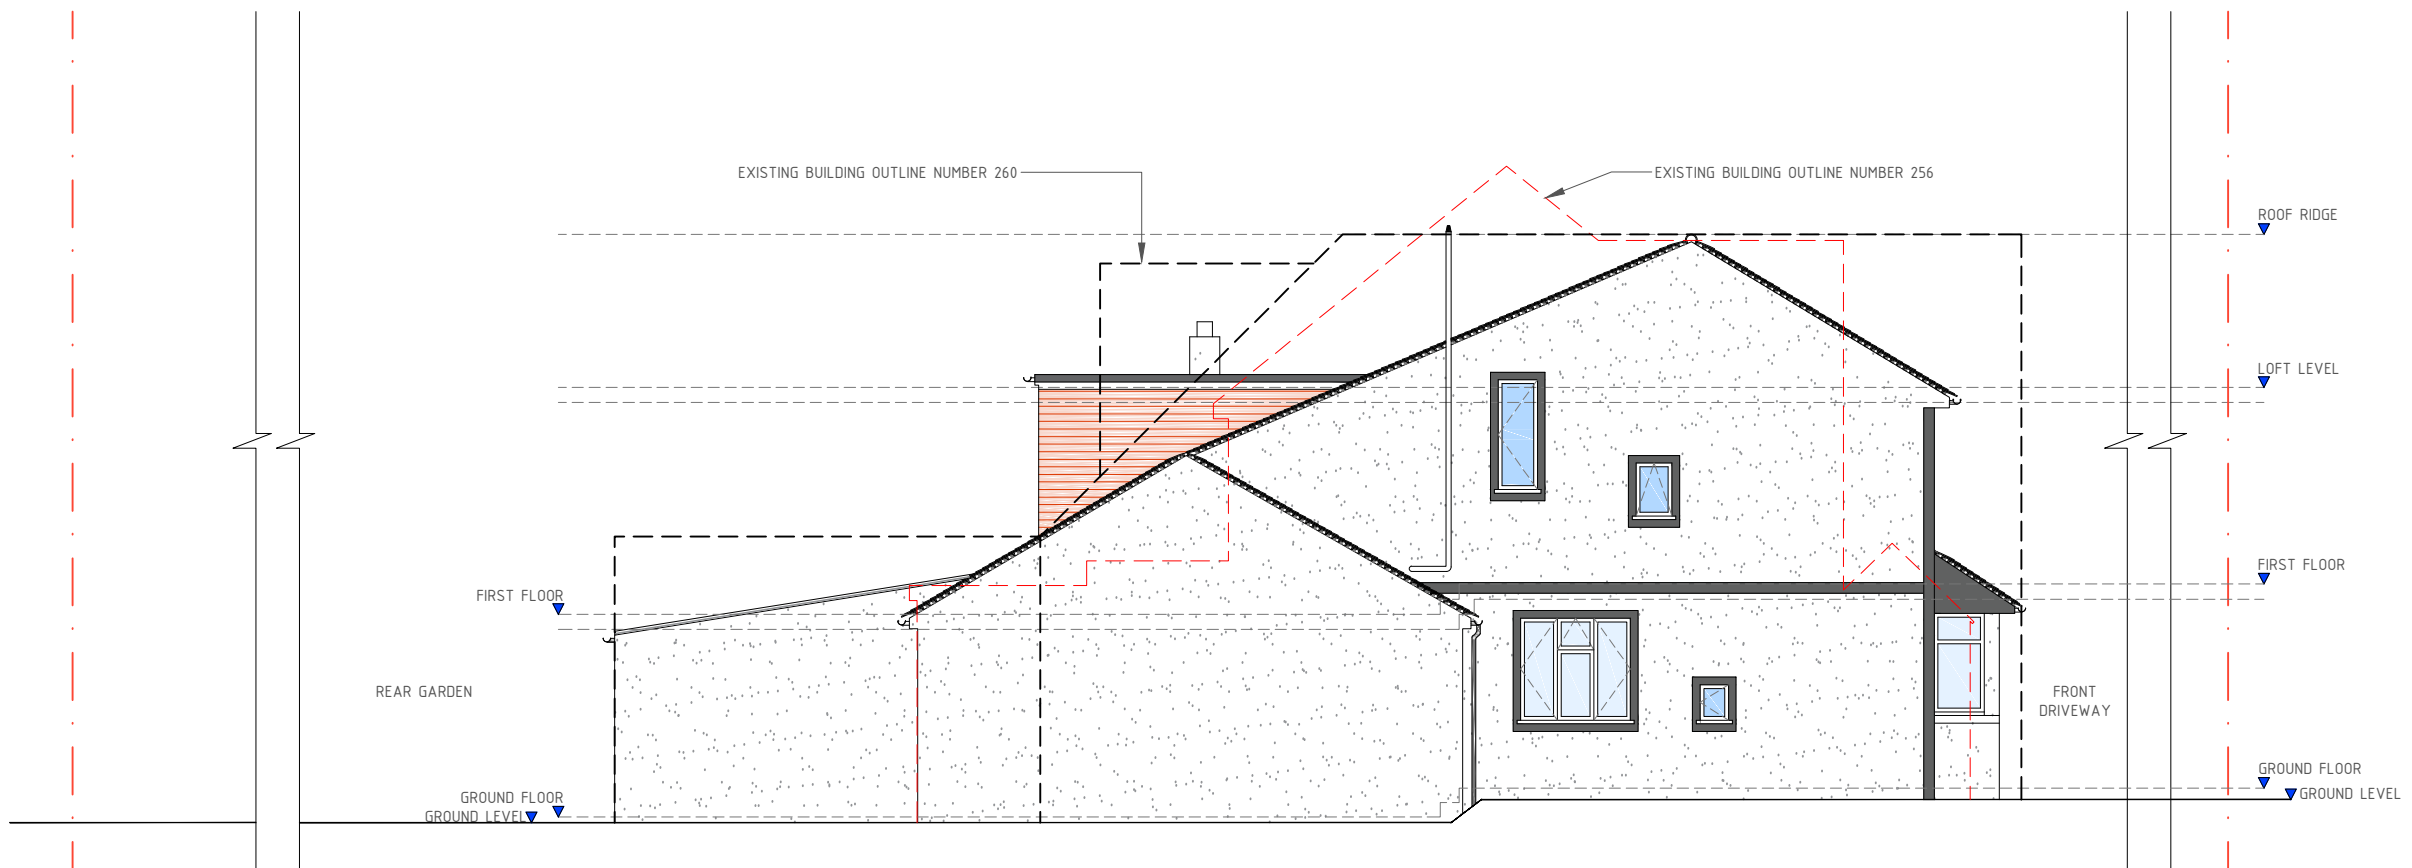 EXISTING BUILDING OUTLINE NUMBER 260
EXISTING BUILDING OUTLINE NUMBER 256
ROOF RIDGE
LOFT LEVEL
FIRST FLOOR
FIRST FLOOR
REAR GARDEN
FRONT
DRIVEWAY
GROUND FLOOR
GROUND LEVEL
GROUND FLOOR
GROUND LEVEL